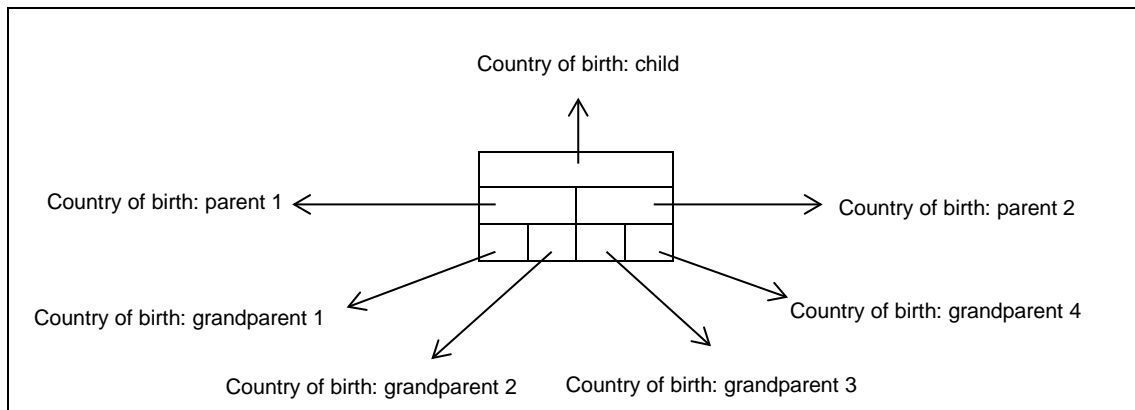 Country of birth: child
Country of birth: parent 1
Country of birth: parent 2
Country of birth: grandparent 1
Country of birth: grandparent 4
Country of birth: grandparent 2
Country of birth: grandparent 3